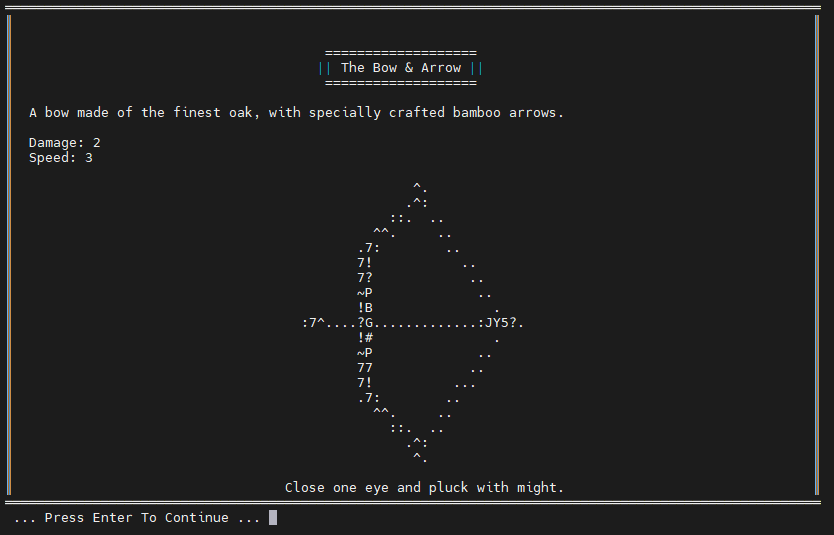 ===================
|| The Bow & Arrow ||
===================
A bow made of the finest oak, with specially crafted bamboo arrows.
Damage: 2
Speed: 3
^.
.^:
::.  ..
^^.     ..
.7:        ..
7!           ..
7?            ..
~P             ..
!B               .
:7^....?G.............:JY5?.
!#               .
~P             ..
77            ..
7!          ...
.7:        ..
^^.     ..
::.  ..
.^:
^.
Close one eye and pluck with might.
... Press Enter To Continue ...